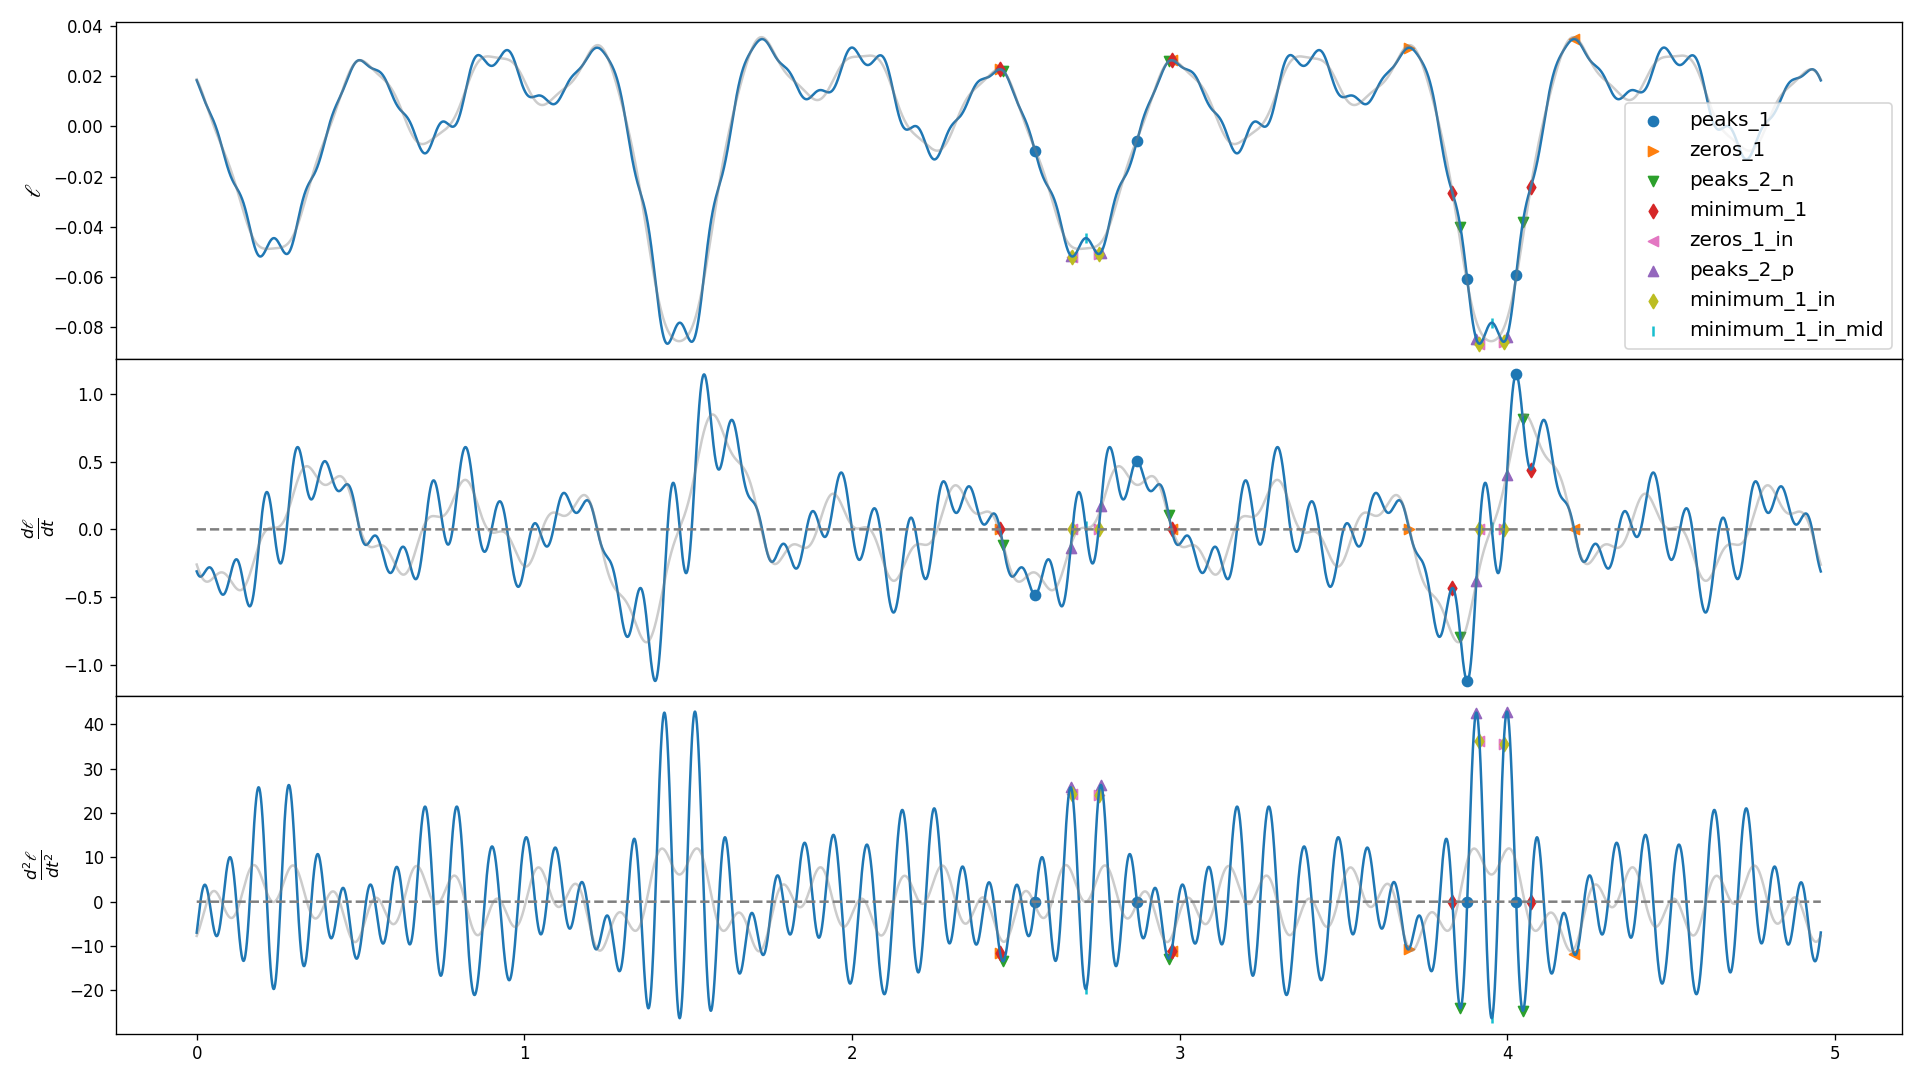 0.04
0.02
0.00
−0.02
−0.04
−0.06
−0.08
ℓ
peaks_1
zeros_1
peaks_2_n
minimum_1
zeros_1_in
peaks_2_p
minimum_1_in
minimum_1_in_mid
1.0
0.5
0.0
−0.5
−1.0
dℓ
dt
40
30
20
10
0
−10
−20
d²ℓ
dt²
0 1 2 3 4 5